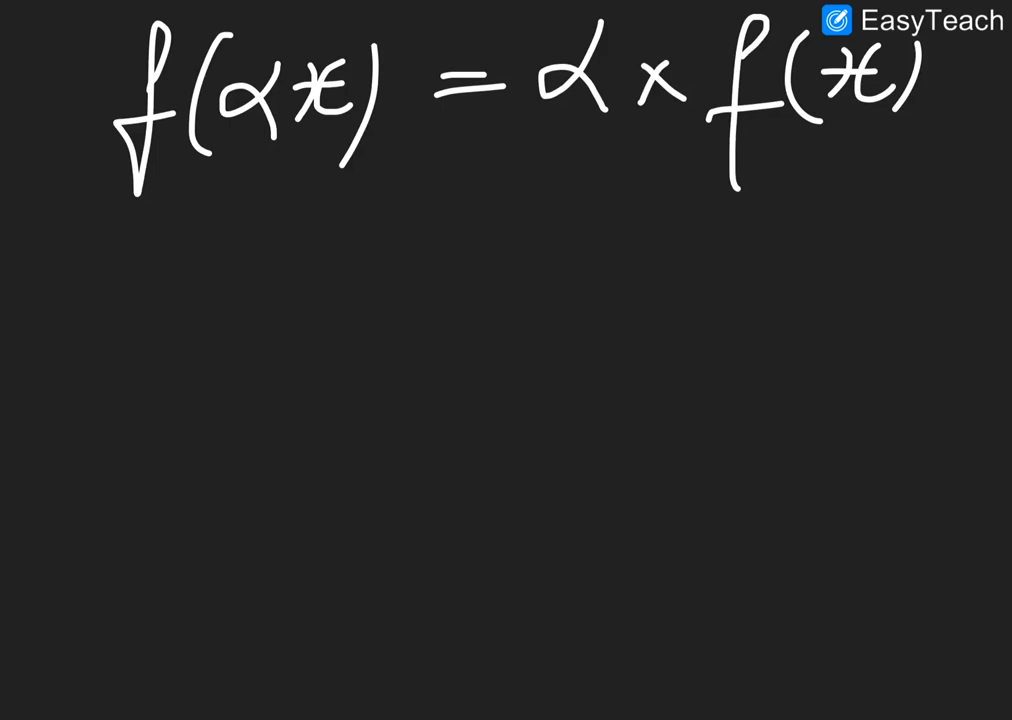 EasyTeach
f(αx) = α × f(x)